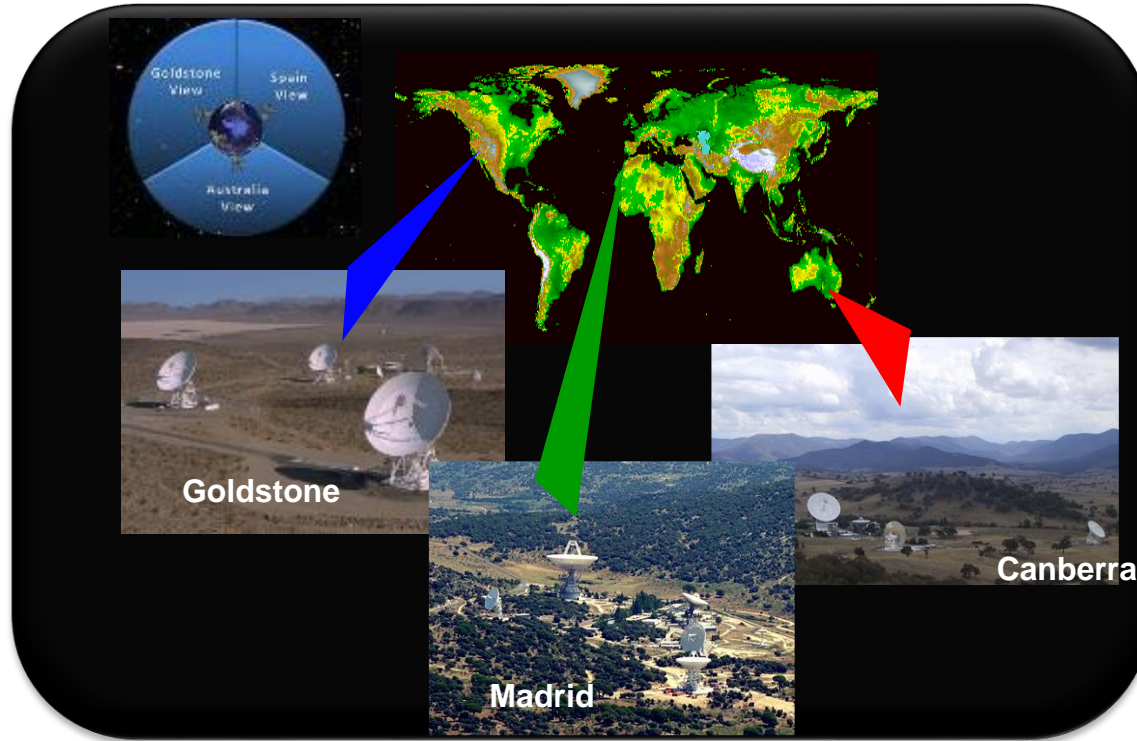 Goldstone
View
Spain
View
Australia
View
Goldstone
Madrid
Canberra